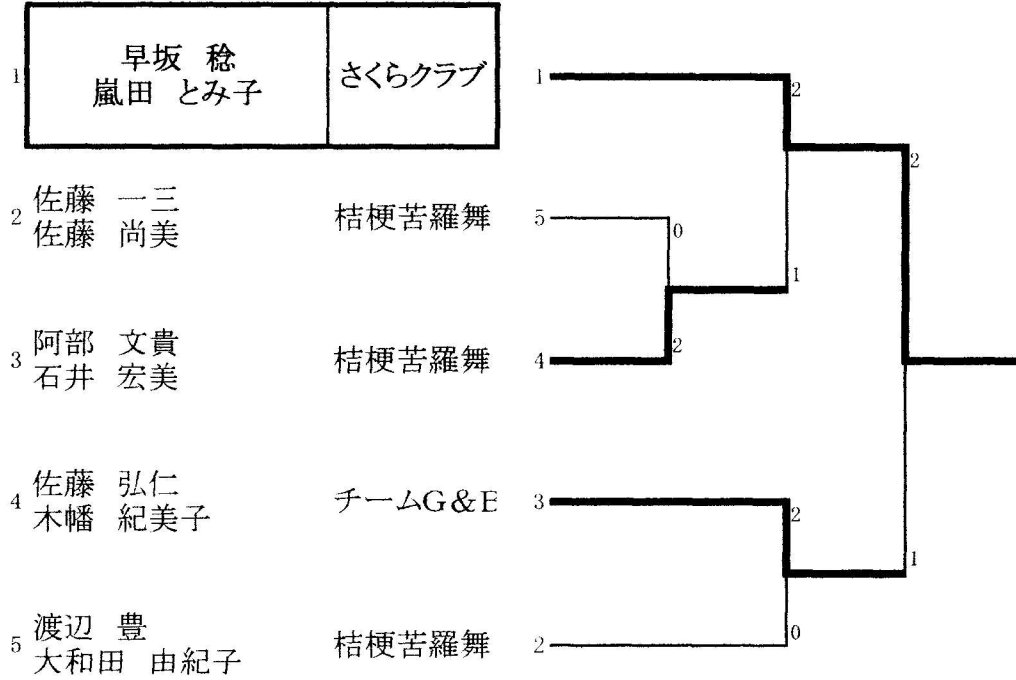 1 早坂 稔
嵐田 とみ子 さくらクラブ
2 佐藤 一三
佐藤 尚美 桔梗苦羅舞
3 阿部 文貴
石井 宏美 桔梗苦羅舞
4 佐藤 弘仁
木幡 紀美子 チームG&E
5 渡辺 豊
大和田 由紀子 桔梗苦羅舞
1
2
2
5
0
1
2
4
3
2
1
0
2